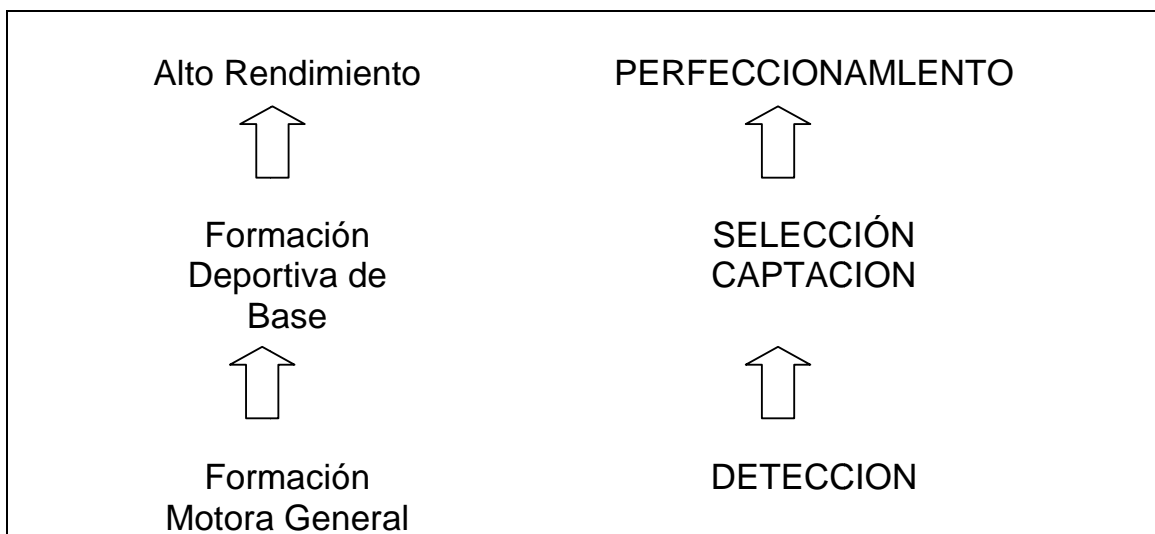 Alto Rendimiento
PERFECCIONAMLENTO
Formación
Deportiva de
Base
SELECCIÓN
CAPTACION
Formación
Motora General
DETECCION